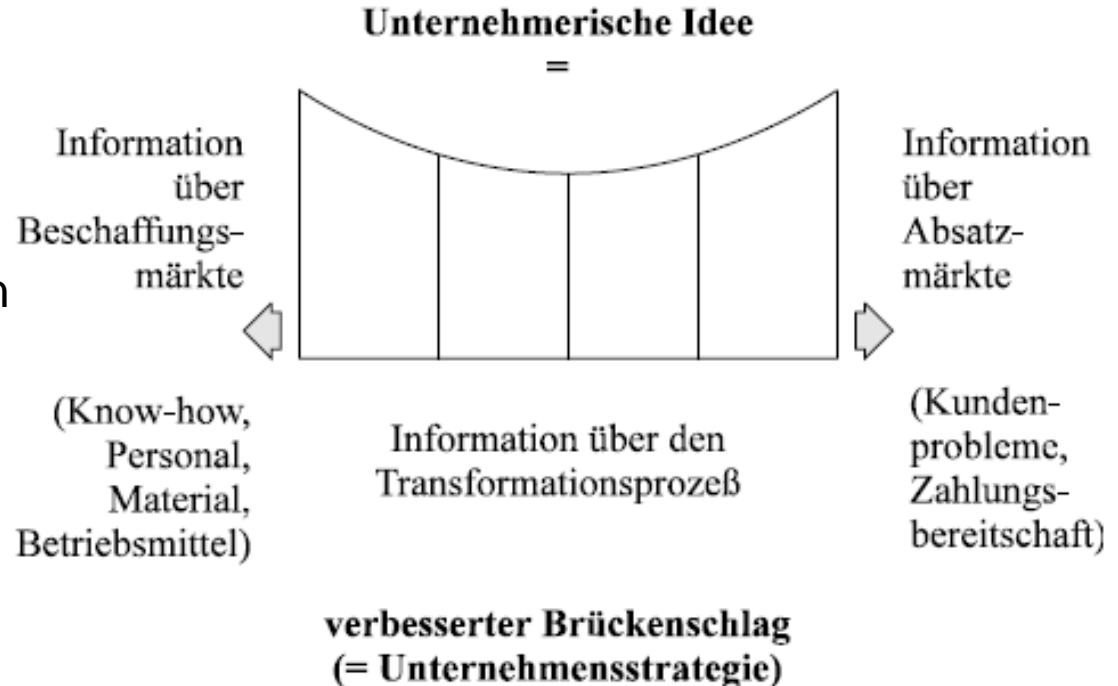 Unternehmerische Idee
=
Information
über
Beschaffungs-
märkte
n
Information
über
Absatz-
märkte
(Know-how,
Personal,
Material,
Betriebsmittel)
Information über den
Transformationsprozeß
(Kunden-
probleme,
Zahlungs-
bereitschaft)
verbesserter Brückenschlag
(= Unternehmensstrategie)